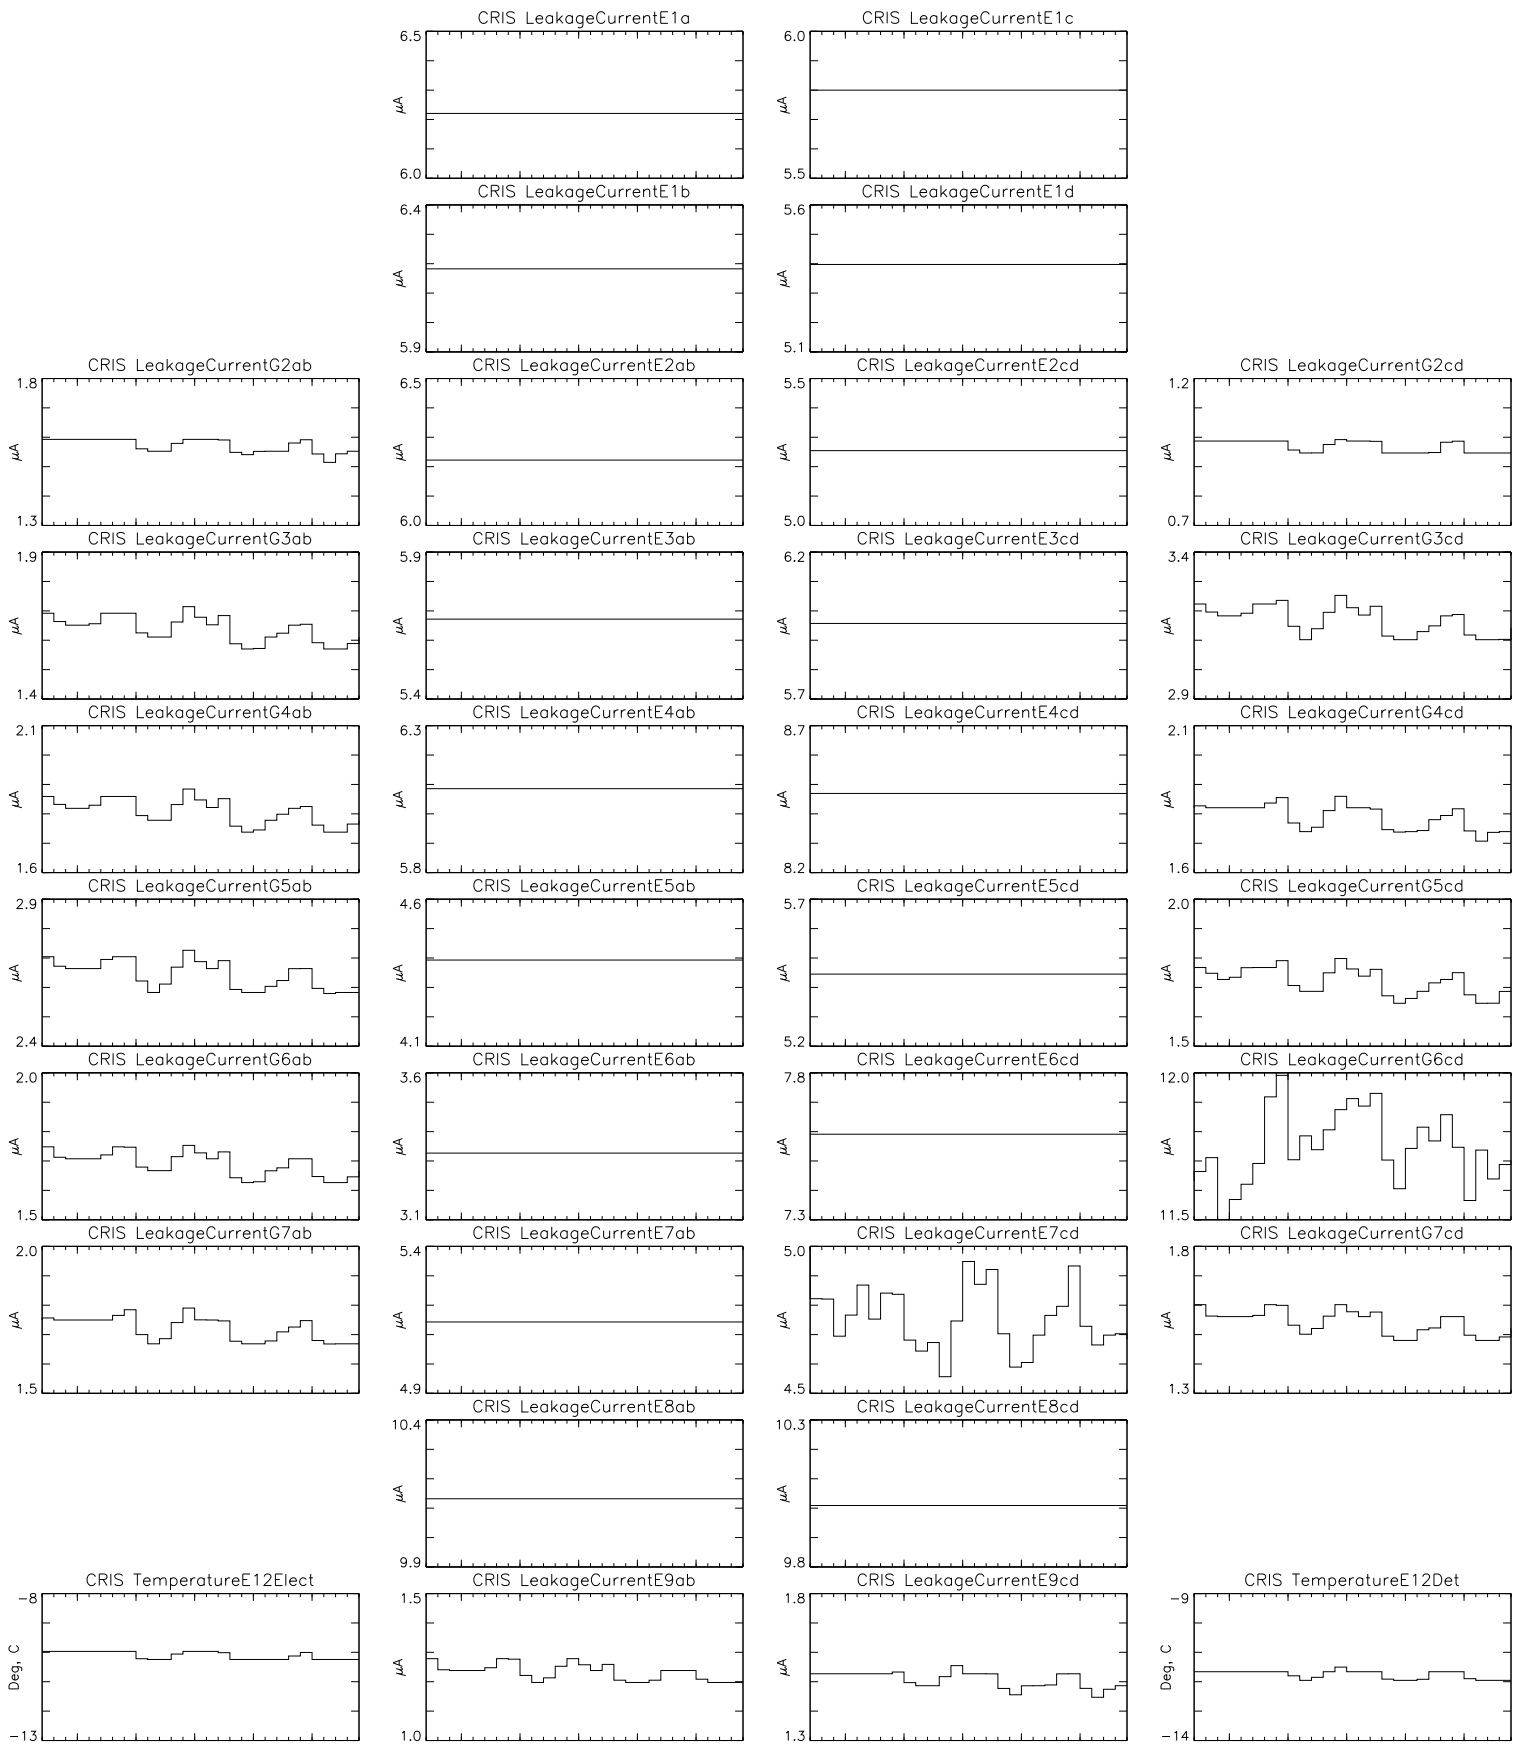 CRIS LeakageCurrentE1a
CRIS LeakageCurrentE1c
6.5
μA
6.0
6.0
μA
5.5
CRIS LeakageCurrentE1b
CRIS LeakageCurrentE1d
6.4
μA
5.9
5.6
μA
5.1
CRIS LeakageCurrentG2ab
CRIS LeakageCurrentE2ab
CRIS LeakageCurrentE2cd
CRIS LeakageCurrentG2cd
1.8
μA
1.3
6.5
μA
6.0
5.5
μA
5.0
1.2
μA
0.7
CRIS LeakageCurrentG3ab
CRIS LeakageCurrentE3ab
CRIS LeakageCurrentE3cd
CRIS LeakageCurrentG3cd
1.9
μA
1.4
5.9
μA
5.4
6.2
μA
5.7
3.4
μA
2.9
CRIS LeakageCurrentG4ab
CRIS LeakageCurrentE4ab
CRIS LeakageCurrentE4cd
CRIS LeakageCurrentG4cd
2.1
μA
1.6
6.3
μA
5.8
8.7
μA
8.2
2.1
μA
1.6
CRIS LeakageCurrentG5ab
CRIS LeakageCurrentE5ab
CRIS LeakageCurrentE5cd
CRIS LeakageCurrentG5cd
2.9
μA
2.4
4.6
μA
4.1
5.7
μA
5.2
2.0
μA
1.5
CRIS LeakageCurrentG6ab
CRIS LeakageCurrentE6ab
CRIS LeakageCurrentE6cd
CRIS LeakageCurrentG6cd
2.0
μA
1.5
3.6
μA
3.1
7.8
μA
7.3
12.0
μA
11.5
CRIS LeakageCurrentG7ab
CRIS LeakageCurrentE7ab
CRIS LeakageCurrentE7cd
CRIS LeakageCurrentG7cd
2.0
μA
1.5
5.4
μA
4.9
5.0
μA
4.5
1.8
μA
1.3
CRIS LeakageCurrentE8ab
CRIS LeakageCurrentE8cd
10.4
μA
9.9
10.3
μA
9.8
CRIS TemperatureE12Elect
CRIS LeakageCurrentE9ab
CRIS LeakageCurrentE9cd
CRIS TemperatureE12Det
-8
Deg, C
-13
1.5
μA
1.0
1.8
μA
1.3
-9
Deg, C
-14